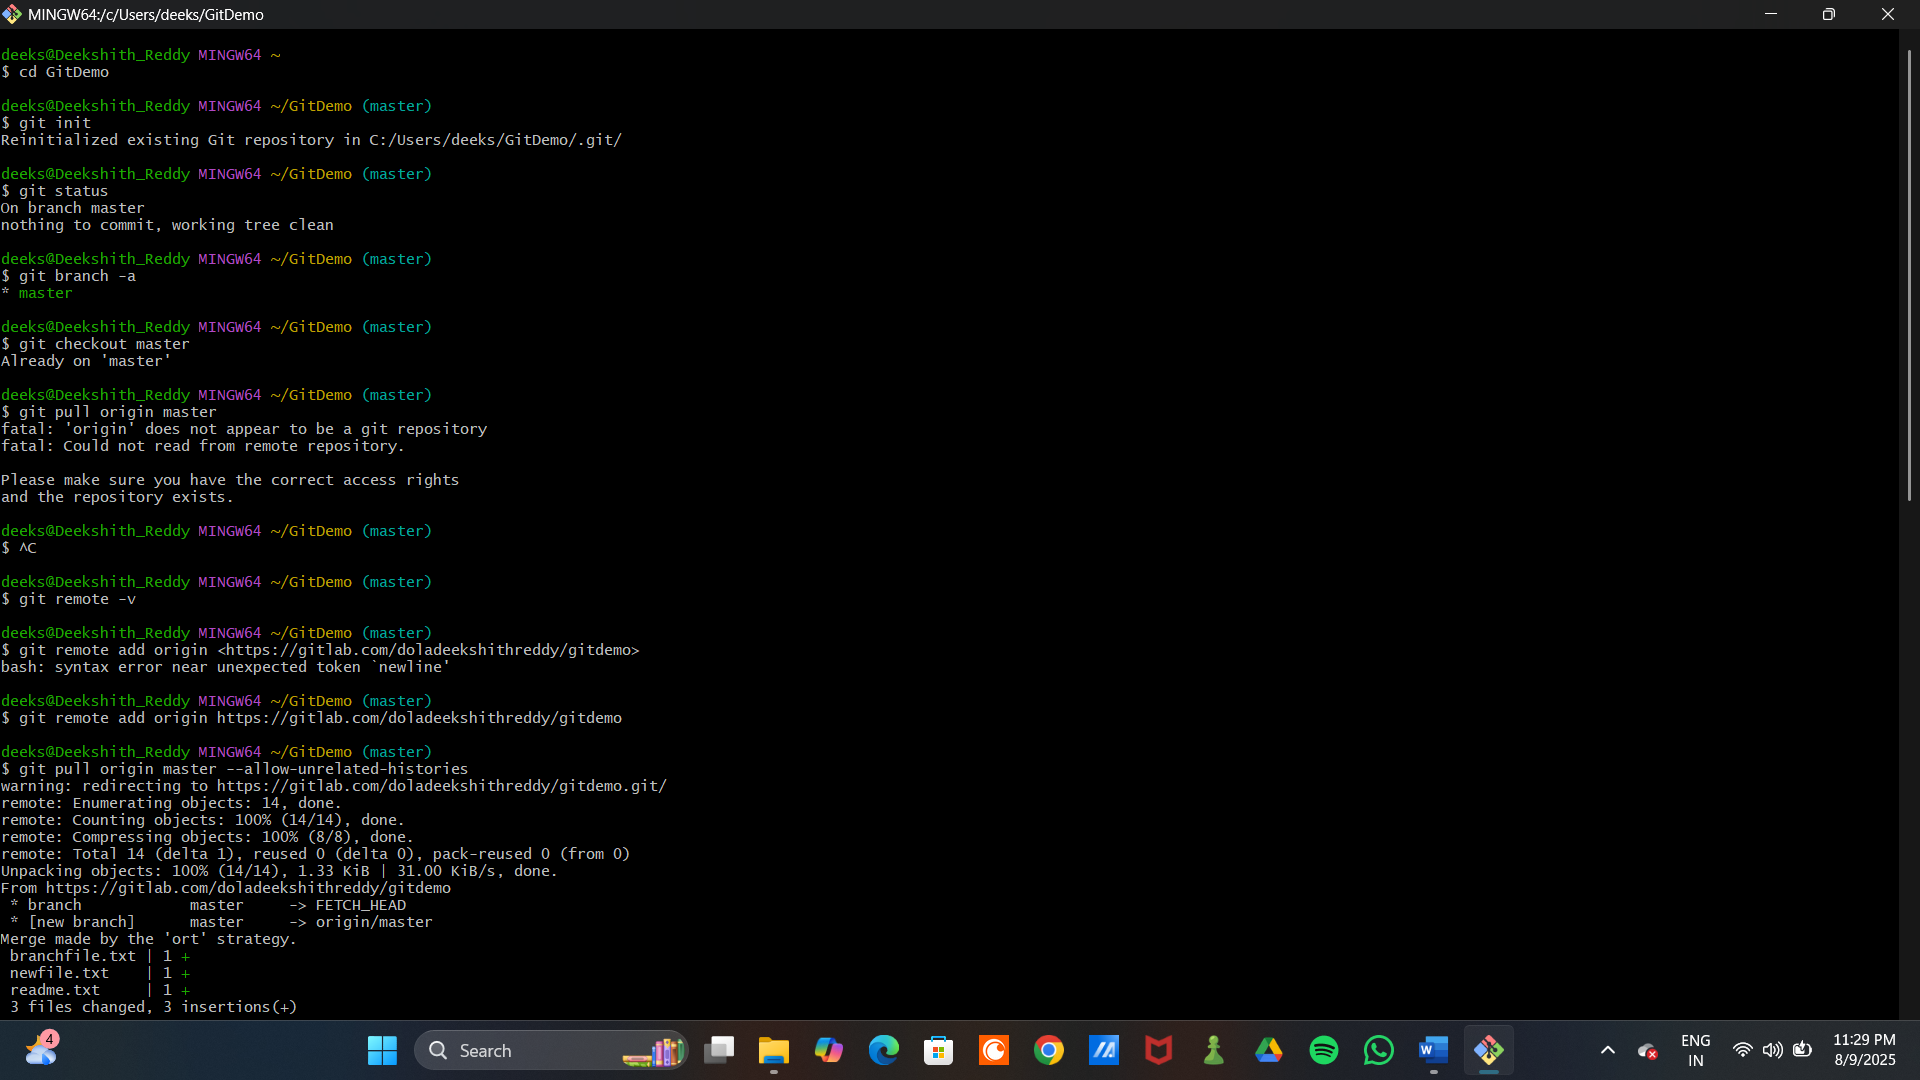 MINGW64:/c/Users/deeks/GitDemo
deeks@Deekshith_Reddy MINGW64 ~
$ cd GitDemo
deeks@Deekshith_Reddy MINGW64 ~/GitDemo (master)
$ git init
Reinitialized existing Git repository in C:/Users/deeks/GitDemo/.git/
deeks@Deekshith_Reddy MINGW64 ~/GitDemo (master)
$ git status
On branch master
nothing to commit, working tree clean
deeks@Deekshith_Reddy MINGW64 ~/GitDemo (master)
$ git branch -a
* master
deeks@Deekshith_Reddy MINGW64 ~/GitDemo (master)
$ git checkout master
Already on 'master'
deeks@Deekshith_Reddy MINGW64 ~/GitDemo (master)
$ git pull origin master
fatal: 'origin' does not appear to be a git repository
fatal: Could not read from remote repository.
Please make sure you have the correct access rights
and the repository exists.
deeks@Deekshith_Reddy MINGW64 ~/GitDemo (master)
$ ^C
deeks@Deekshith_Reddy MINGW64 ~/GitDemo (master)
$ git remote -v
deeks@Deekshith_Reddy MINGW64 ~/GitDemo (master)
$ git remote add origin <https://gitlab.com/doladeekshithreddy/gitdemo>
bash: syntax error near unexpected token `newline'
deeks@Deekshith_Reddy MINGW64 ~/GitDemo (master)
$ git remote add origin https://gitlab.com/doladeekshithreddy/gitdemo
deeks@Deekshith_Reddy MINGW64 ~/GitDemo (master)
$ git pull origin master --allow-unrelated-histories
warning: redirecting to https://gitlab.com/doladeekshithreddy/gitdemo.git/
remote: Enumerating objects: 14, done.
remote: Counting objects: 100% (14/14), done.
remote: Compressing objects: 100% (8/8), done.
remote: Total 14 (delta 1), reused 0 (delta 0), pack-reused 0 (from 0)
Unpacking objects: 100% (14/14), 1.33 KiB | 31.00 KiB/s, done.
From https://gitlab.com/doladeekshithreddy/gitdemo
 * branch            master     -> FETCH_HEAD
 * [new branch]      master     -> origin/master
Merge made by the 'ort' strategy.
 branchfile.txt | 1 +
 newfile.txt    | 1 +
 readme.txt     | 1 +
 3 files changed, 3 insertions(+)
4
Search
W
ENG
IN
11:29 PM
8/9/2025